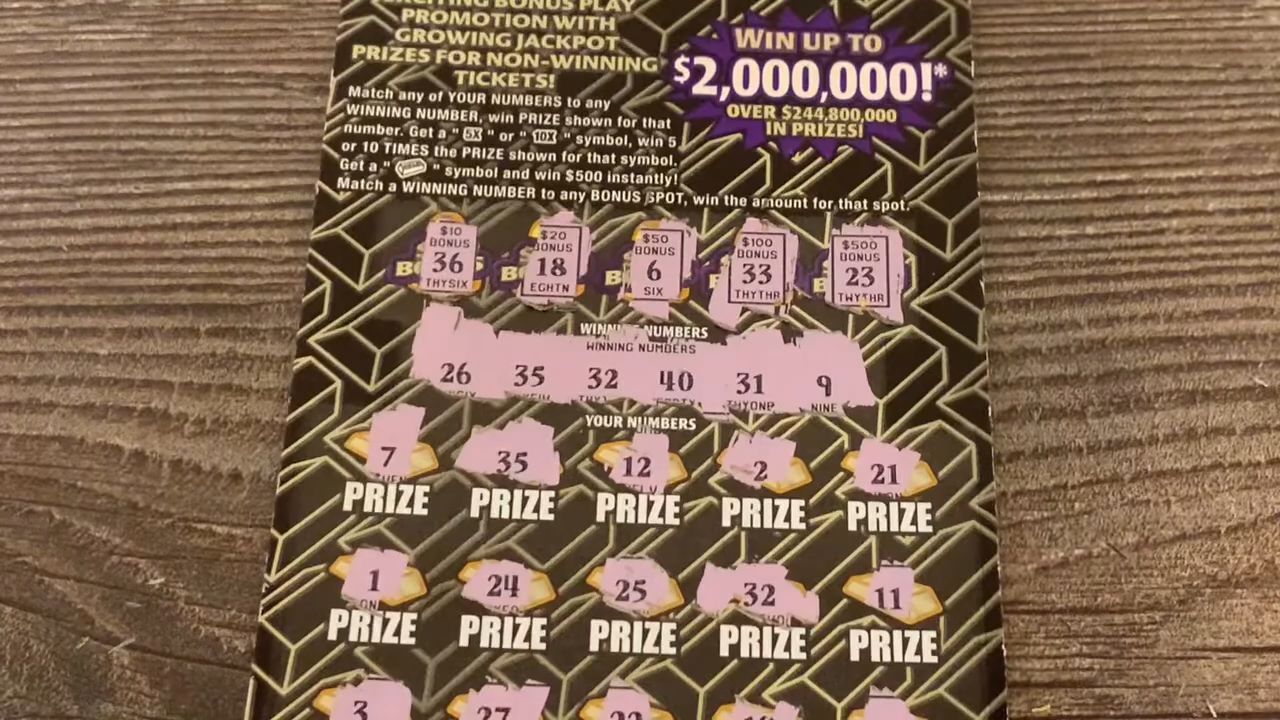 BONUS PLAY
PROMOTION WITH
GROWING JACKPOT
PRIZES FOR NON-WINNING
TICKETS!
Match any of YOUR NUMBERS to any
WINNING NUMBER, win PRIZE shown for that
number. Get a "5X" or "10X" symbol, win 5
or 10 TIMES the PRIZE shown for that symbol.
Get a " " symbol and win $500 instantly!
Match a WINNING NUMBER to any BONUS SPOT, win the amount for that spot.
WIN UP TO
$2,000,000!*
OVER $244,800,000
IN PRIZES!
$10 $20 $50 $100 $500
BONUS BONUS BONUS BONUS BONUS
36 18 6 33 23
THYSIX EGHTN SIX THYTHR TWYTHR
WINNING NUMBERS
WINNING NUMBERS
26 35 32 40 31 9
THYONP NINE
YOUR NUMBERS
7 35 12 2 21
PRIZE PRIZE PRIZE PRIZE PRIZE
1 24 25 32 11
PRIZE PRIZE PRIZE PRIZE PRIZE
3 27